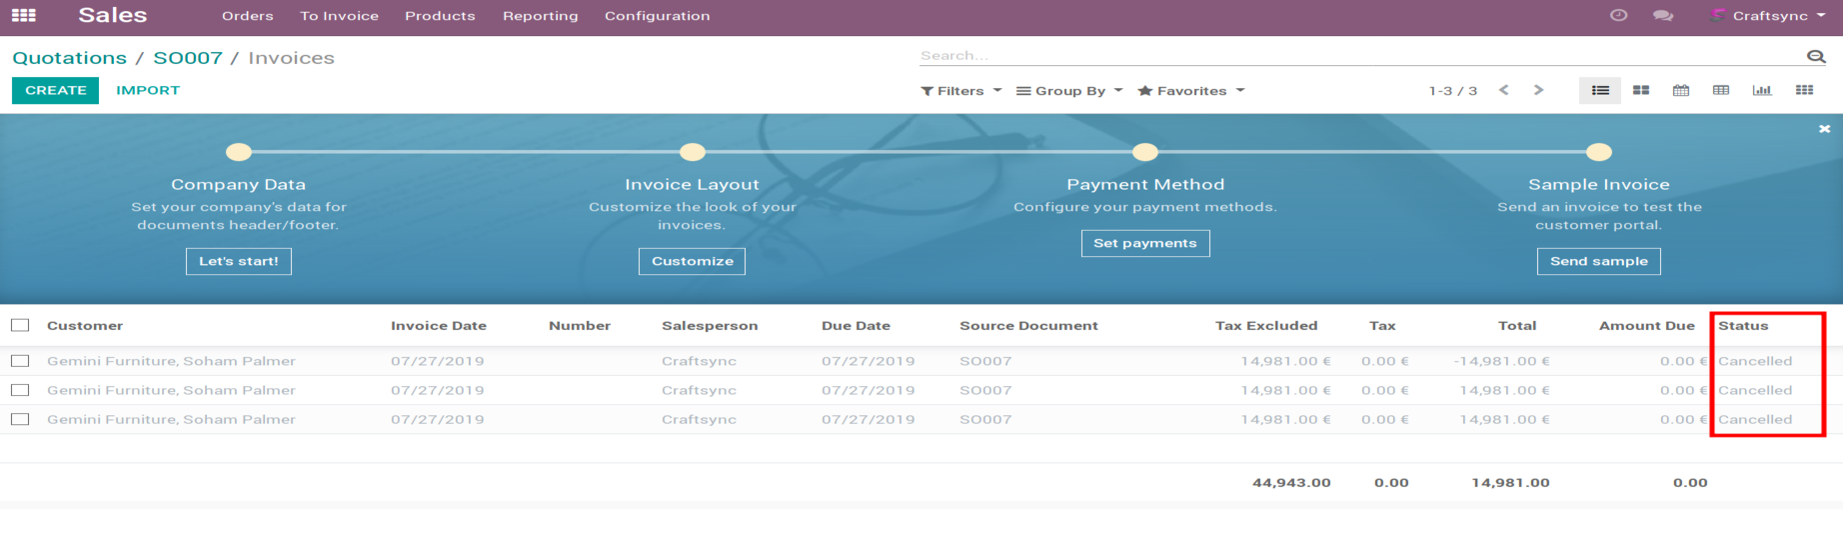 Sales Orders To Invoice Products Reporting Configuration Craftsync
Quotations / SO007 / Invoices Search...
CREATE IMPORT Filters Group By Favorites 1-3 / 3
Company Data Invoice Layout Payment Method Sample Invoice
Set your company's data for Customize the look of your Configure your payment methods. Send an invoice to test the
documents header/footer. invoices. customer portal.
Set payments
Let's start! Customize Send sample
Customer Invoice Date Number Salesperson Due Date Source Document Tax Excluded Tax Total Amount Due Status
Gemini Furniture, Soham Palmer 07/27/2019 Craftsync 07/27/2019 SO007 14,981.00 € 0.00 € -14,981.00 € 0.00 € Cancelled
Gemini Furniture, Soham Palmer 07/27/2019 Craftsync 07/27/2019 SO007 14,981.00 € 0.00 € 14,981.00 € 0.00 € Cancelled
Gemini Furniture, Soham Palmer 07/27/2019 Craftsync 07/27/2019 SO007 14,981.00 € 0.00 € 14,981.00 € 0.00 € Cancelled
44,943.00 0.00 14,981.00 0.00